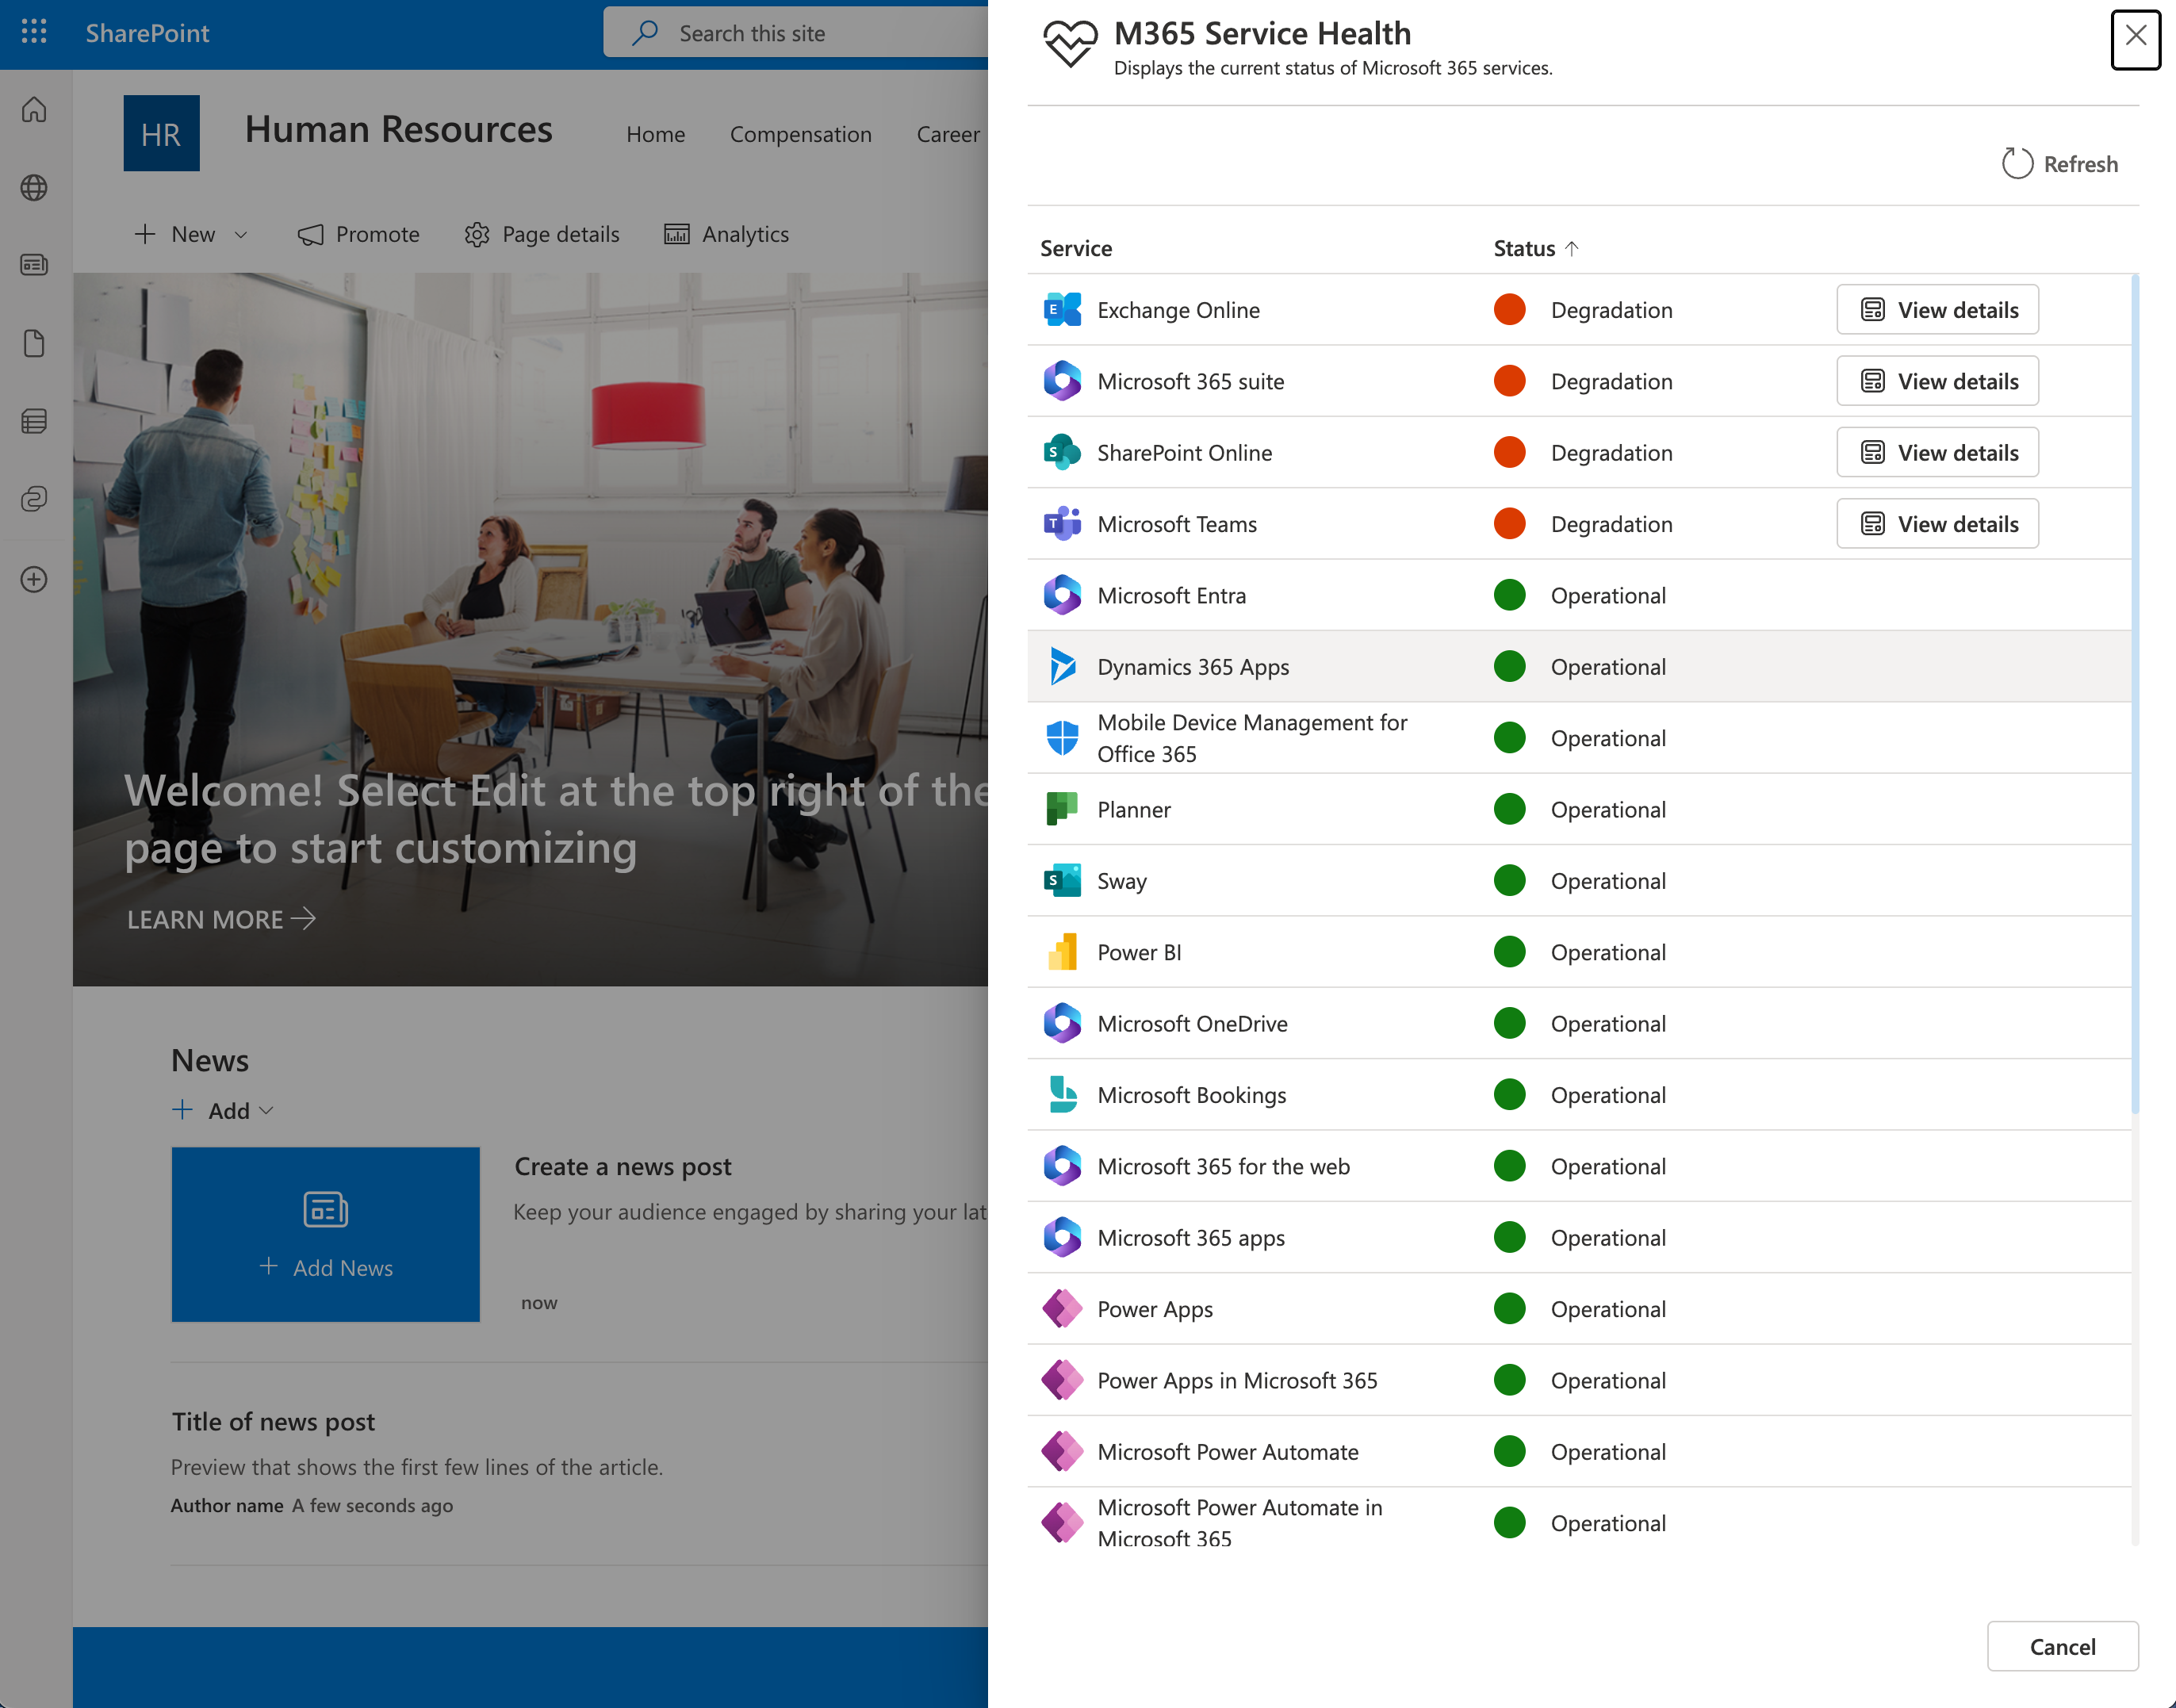 SharePoint
Search this site
HR
Human Resources
Home
Compensation
Career
New
Promote
Page details
Analytics
Welcome! Select Edit at the top right of the
page to start customizing
LEARN MORE
News
Add
Add News
Create a news post
Keep your audience engaged by sharing your lat
now
Title of news post
Preview that shows the first few lines of the article.
Author name A few seconds ago
M365 Service Health
Displays the current status of Microsoft 365 services.
Refresh
Service
Status
Exchange Online
Degradation
View details
Microsoft 365 suite
Degradation
View details
SharePoint Online
Degradation
View details
Microsoft Teams
Degradation
View details
Microsoft Entra
Operational
Dynamics 365 Apps
Operational
Mobile Device Management for
Office 365
Operational
Planner
Operational
Sway
Operational
Power BI
Operational
Microsoft OneDrive
Operational
Microsoft Bookings
Operational
Microsoft 365 for the web
Operational
Microsoft 365 apps
Operational
Power Apps
Operational
Power Apps in Microsoft 365
Operational
Microsoft Power Automate
Operational
Microsoft Power Automate in
Microsoft 365
Operational
Cancel